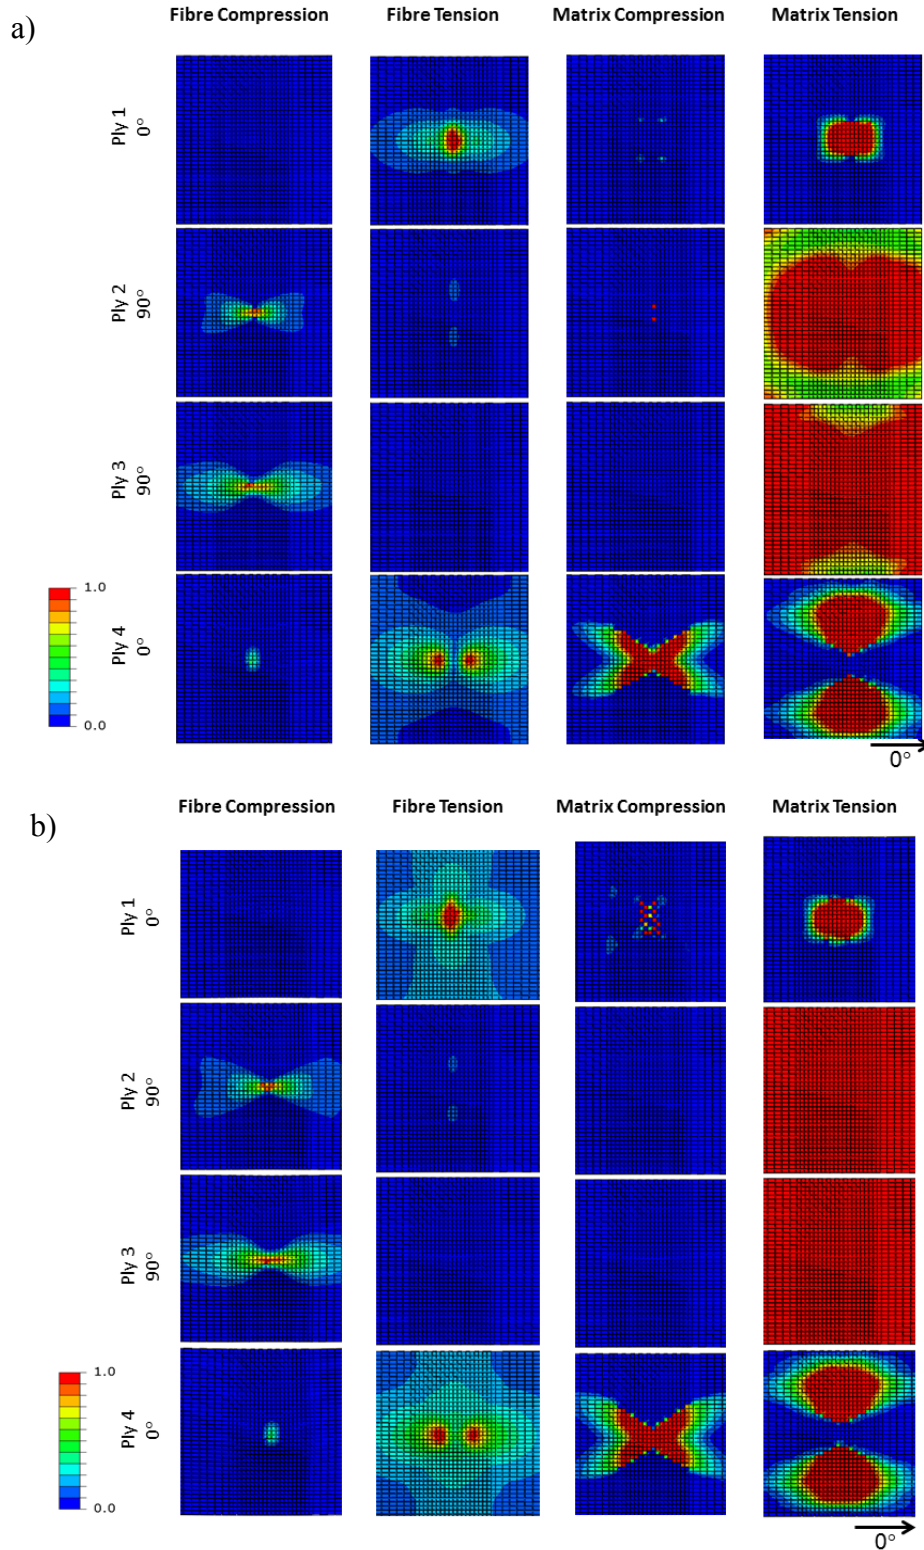 a)
Fibre Compression Fibre Tension Matrix Compression Matrix Tension
Ply 1
0°
Ply 2
90°
Ply 3
90°
Ply 4
0°
1.0
0.0
0°
b)
Fibre Compression Fibre Tension Matrix Compression Matrix Tension
Ply 1
0°
Ply 2
90°
Ply 3
90°
Ply 4
0°
1.0
0.0
0°